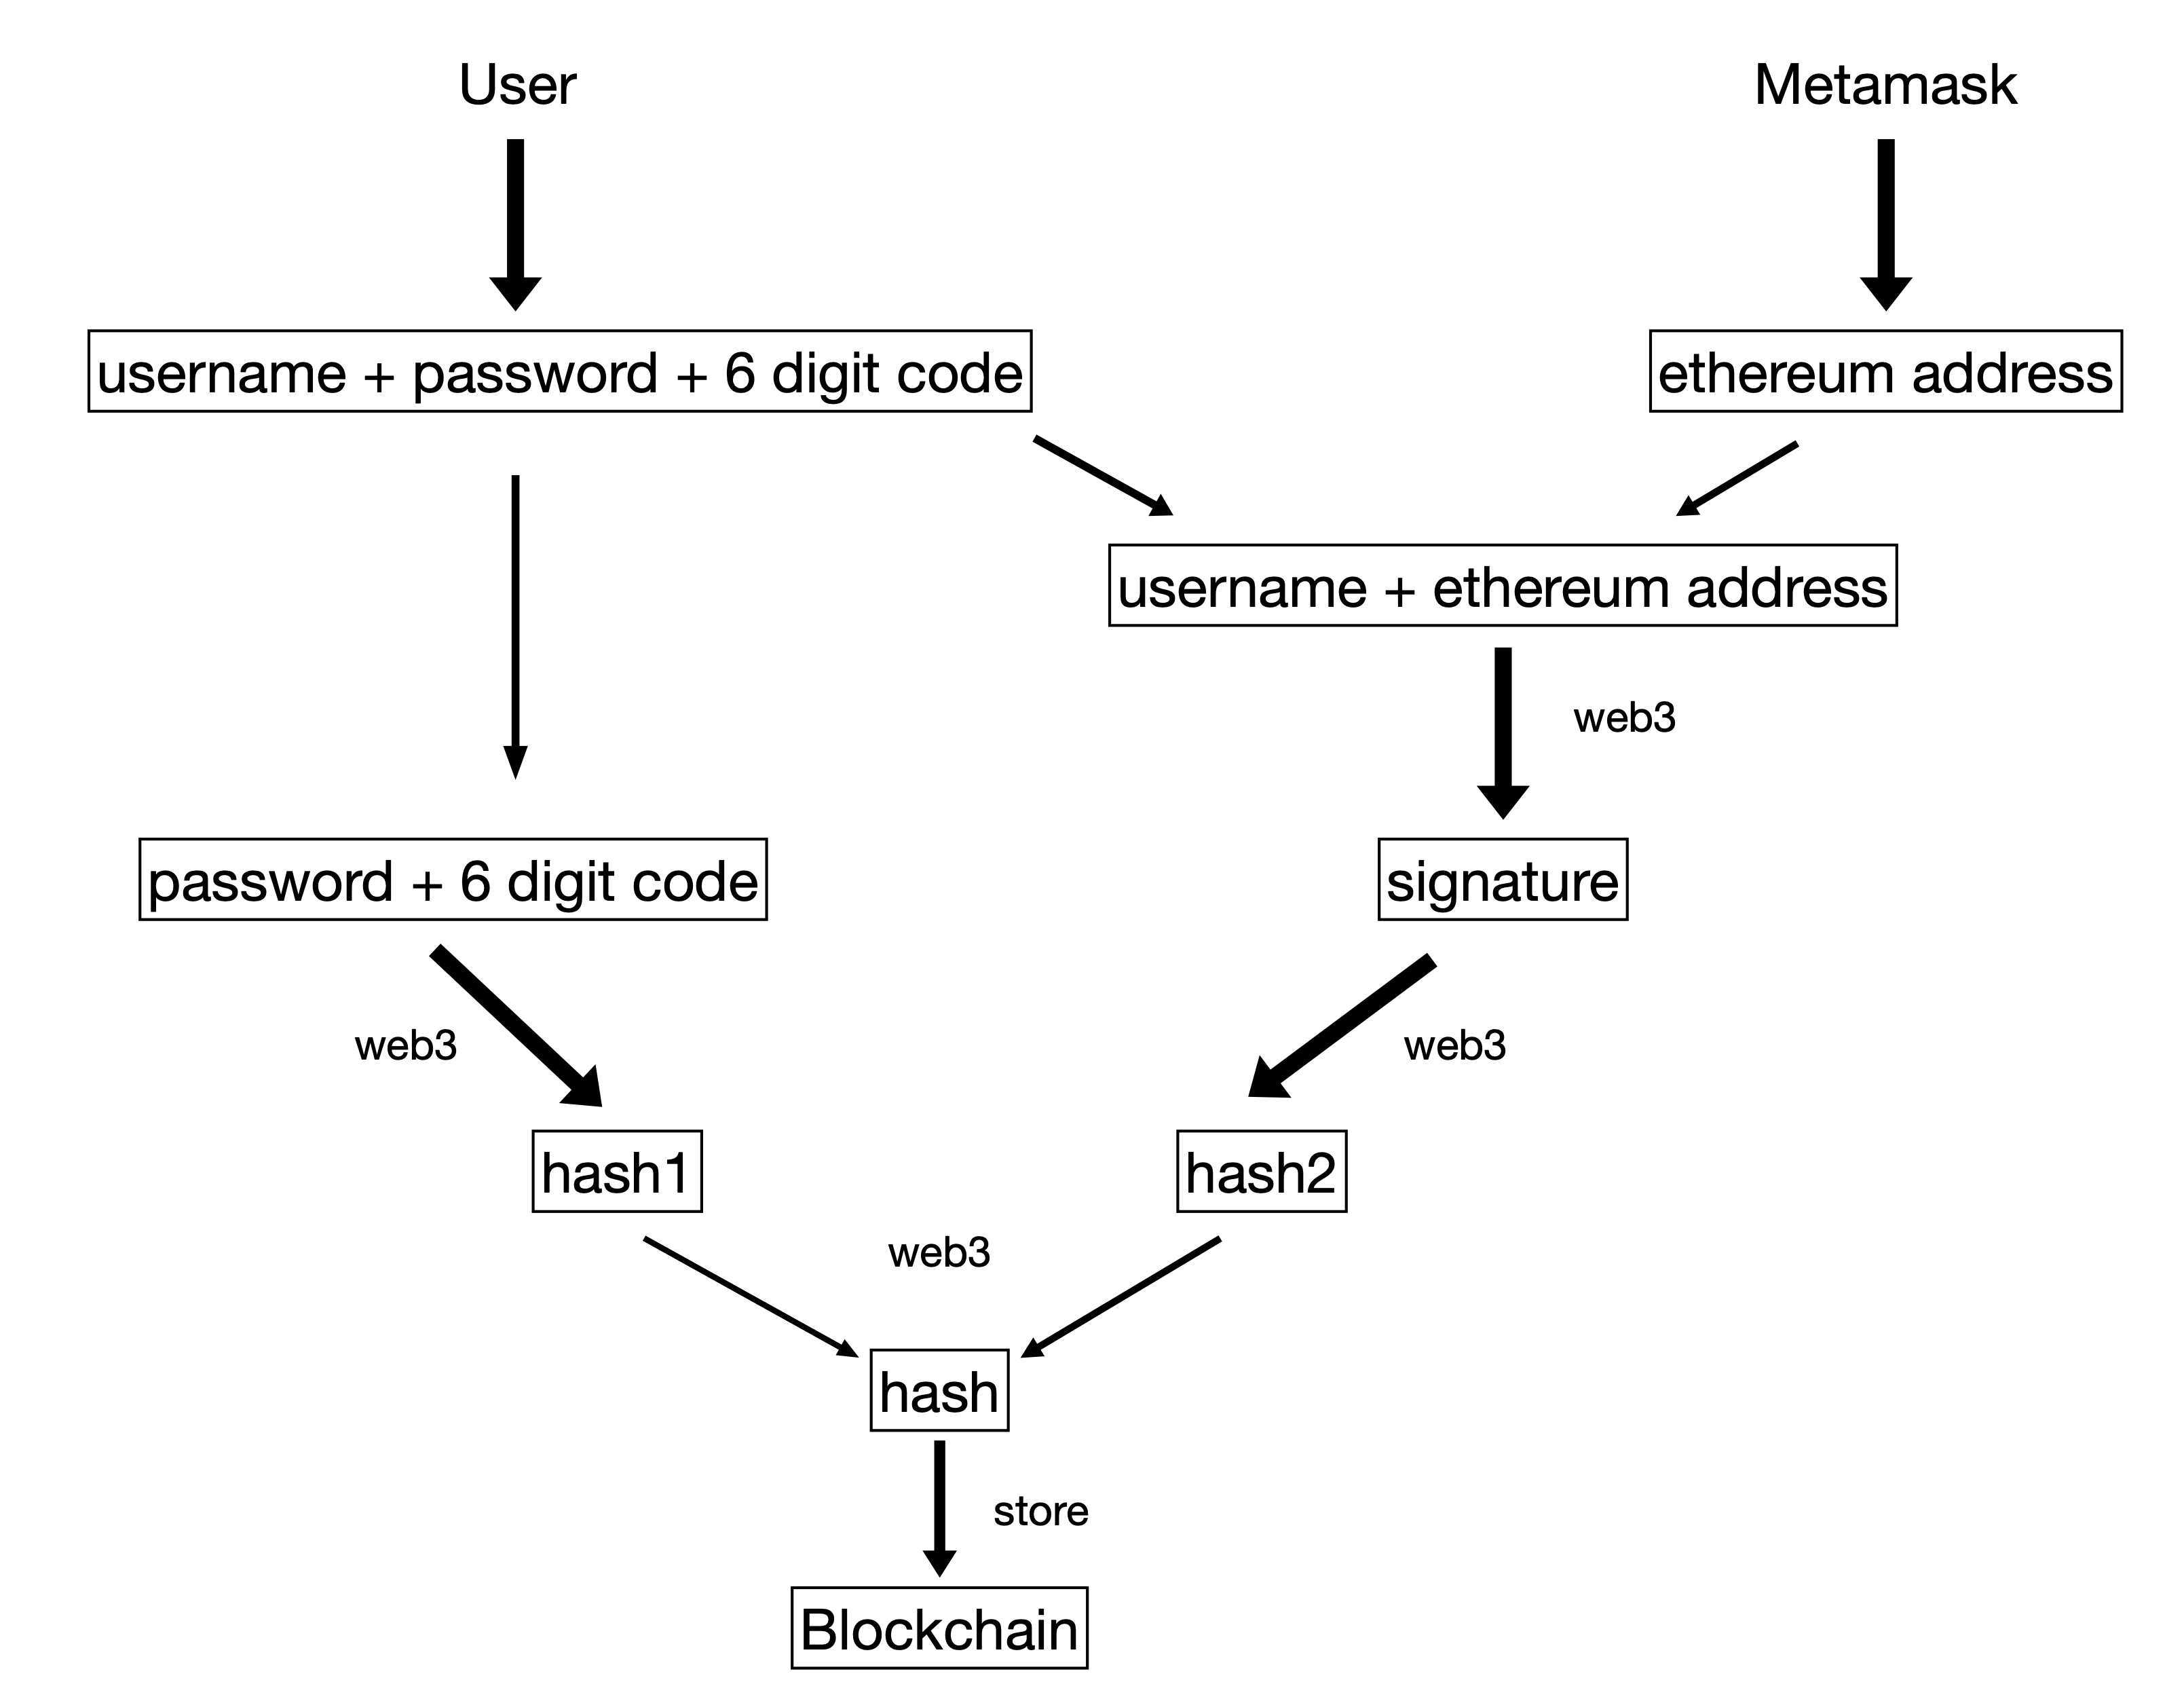 User
Metamask
username + password + 6 digit code
ethereum address
username + ethereum address
web3
password + 6 digit code
signature
web3
web3
hash1
hash2
web3
hash
store
Blockchain